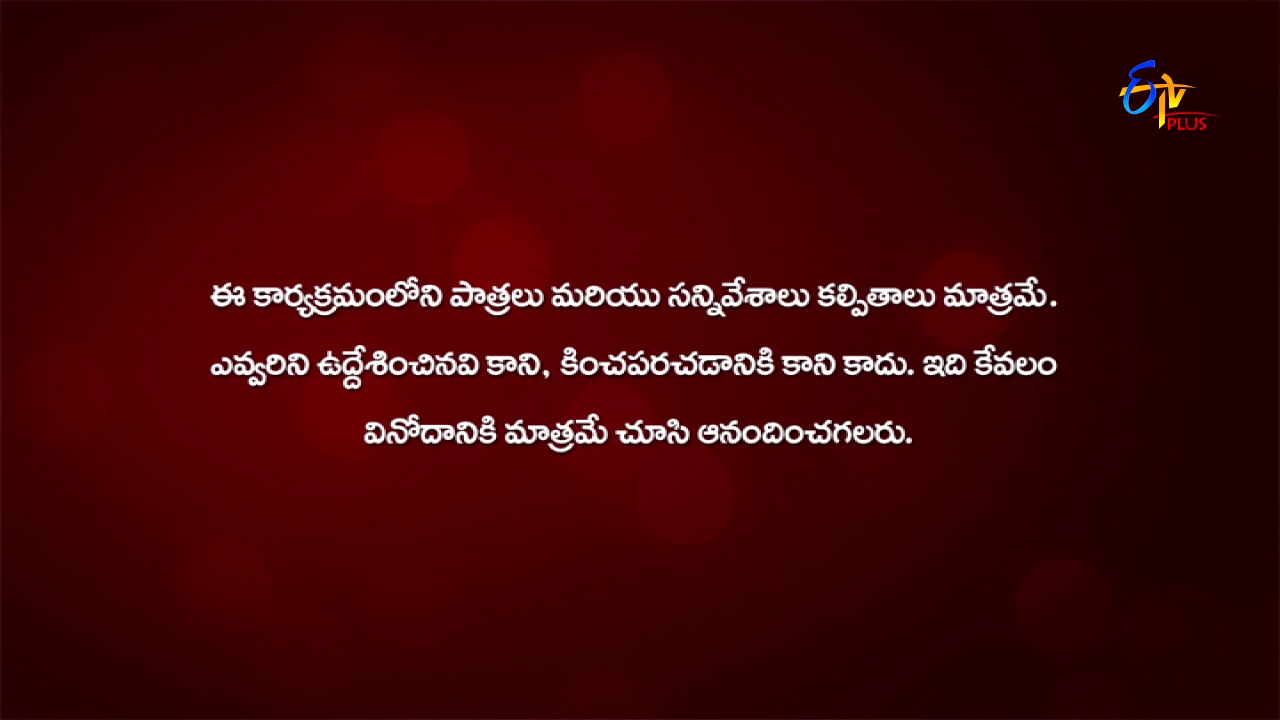 ETV
PLUS
ఈ కార్యక్రమంలోని పాత్రలు మరియు సన్నివేశాలు కల్పితాలు మాత్రమే.
ఎవ్వరిని ఉద్దేశించినవి కాని, కించపరచడానికి కాని కాదు. ఇది కేవలం
వినోదానికి మాత్రమే చూసి ఆనందించగలరు.